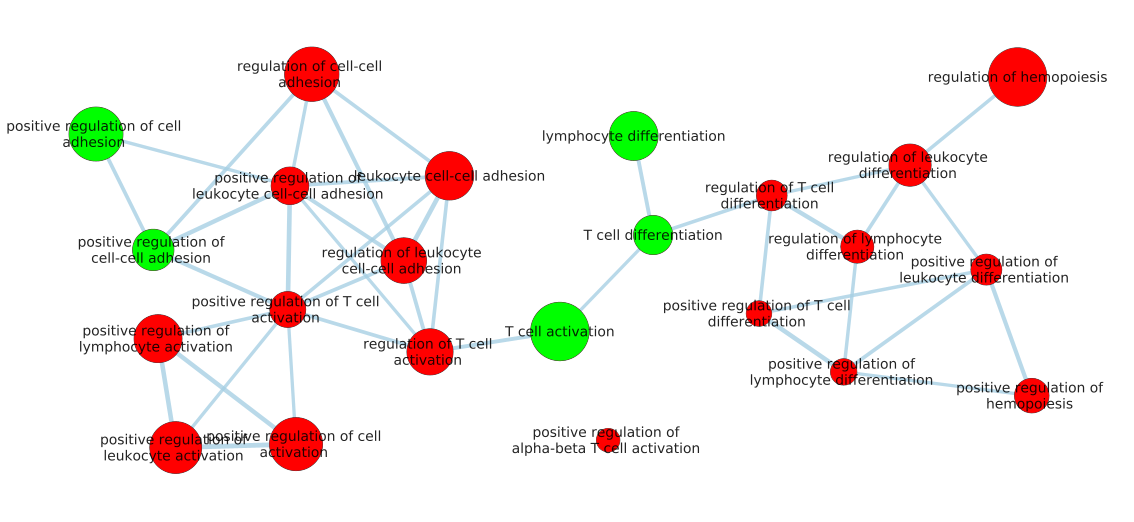 regulation of cell-cell
adhesion
regulation of hemopoiesis
positive regulation of cell
adhesion
lymphocyte differentiation
regulation of leukocyte
differentiation
positive regulation of
leukocyte cell-cell adhesion
leukocyte cell-cell adhesion
regulation of T cell
differentiation
positive regulation of
cell-cell adhesion
T cell differentiation
regulation of lymphocyte
differentiation
regulation of leukocyte
cell-cell adhesion
positive regulation of
leukocyte differentiation
positive regulation of T cell
activation
positive regulation of T cell
differentiation
positive regulation of
lymphocyte activation
T cell activation
regulation of T cell
activation
positive regulation of
lymphocyte differentiation
positive regulation of
hemopoiesis
positive regulation of
leukocyte activation
positive regulation of cell
activation
positive regulation of
alpha-beta T cell activation